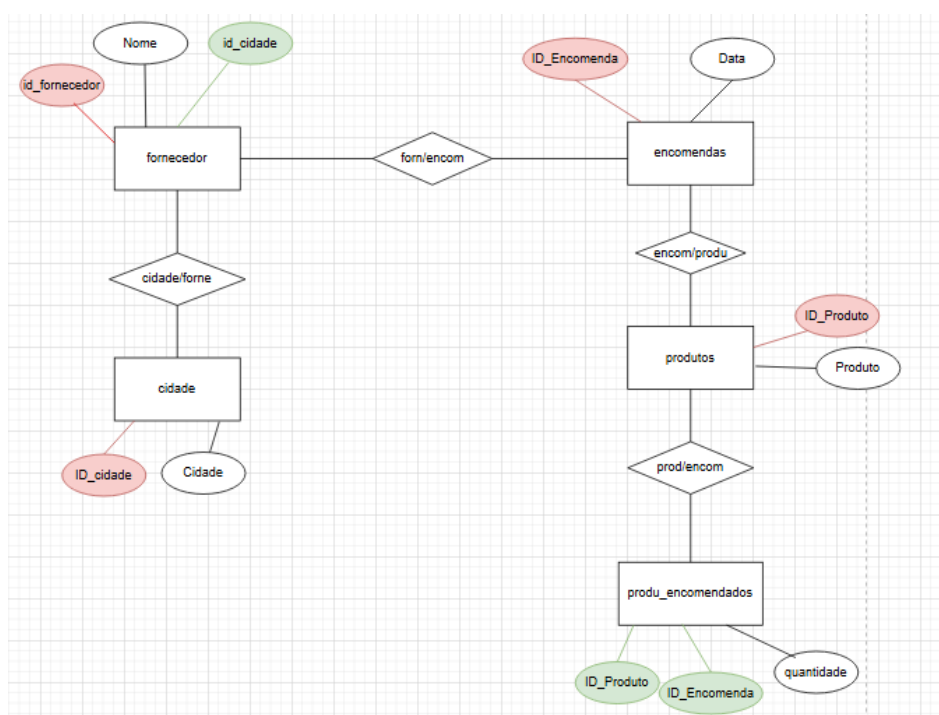 Nome
id_cidade
id_fornecedor
ID_Encomenda
Data
fornecedor
forn/encom
encomendas
cidade/forne
encom/produ
ID_Produto
produtos
Produto
cidade
ID_cidade
Cidade
prod/encom
produ_encomendados
ID_Produto
ID_Encomenda
quantidade